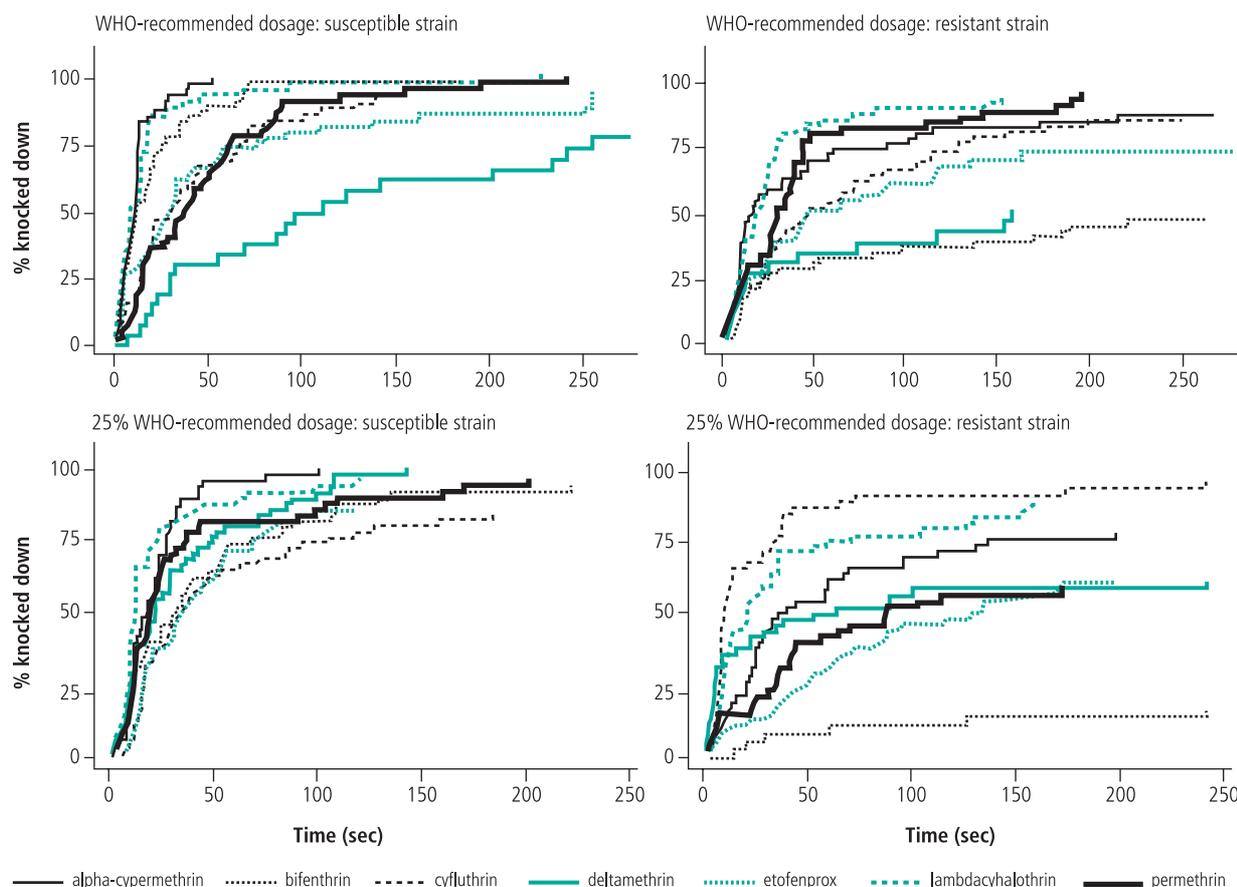 WHO-recommended dosage: susceptible strain
WHO-recommended dosage: resistant strain
% knocked down
100
75
50
25
0
0 50 100 150 200 250
100
75
50
25
0
0 50 100 150 200 250
25% WHO-recommended dosage: susceptible strain
25% WHO-recommended dosage: resistant strain
% knocked down
100
75
50
25
0
0 50 100 150 200 250
Time (sec)
100
75
50
25
0
0 50 100 150 200 250
Time (sec)
alpha-cypermethrin bifenthrin cyfluthrin deltamethrin etofenprox lambdacyhalothrin permethrin